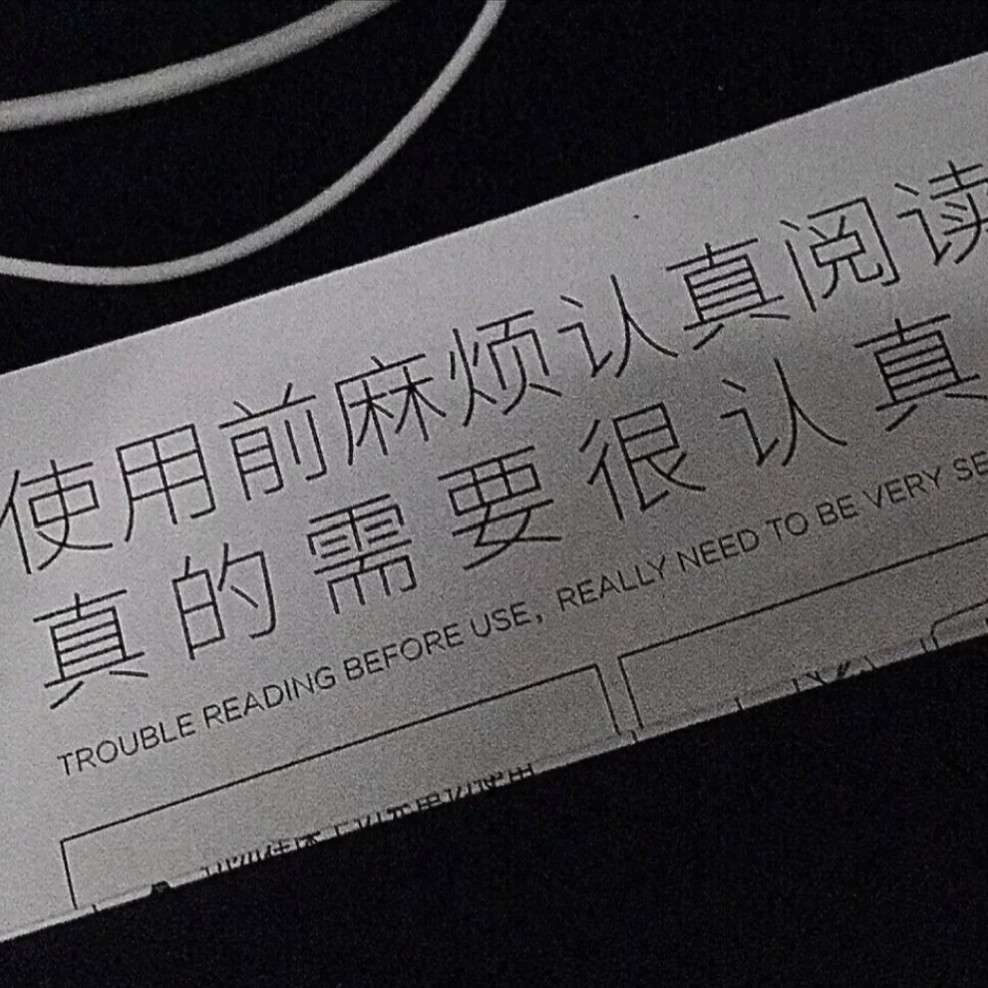 使用前麻烦认真阅读
真的需要很认真
TROUBLE READING BEFORE USE, REALLY NEED TO BE VERY SE